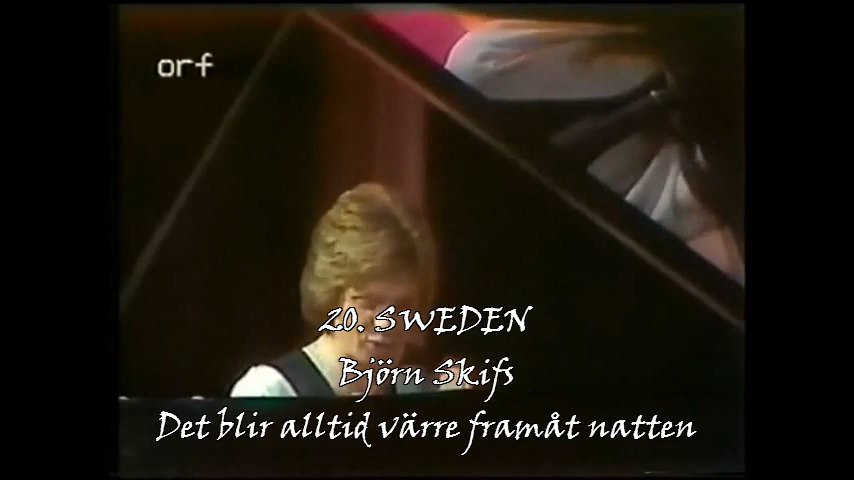 orf
20. SWEDEN
Björn Skifs
Det blir alltid värre framåt natten